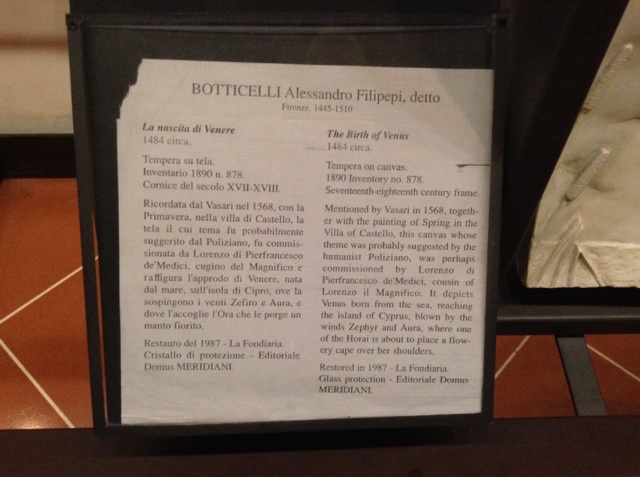 BOTTICELLI Alessandro Filipepi, detto
Firenze, 1445-1510
La nascita di Venere
1484 circa.
Tempera su tela.
Inventario 1890 n. 878.
Cornice del secolo XVII-XVIII.
Ricordata dal Vasari nel 1568, con la
Primavera, nella villa di Castello, la
tela il cui tema fu probabilmente
suggerito dal Poliziano, fu commis-
sionata da Lorenzo di Pierfrancesco
de'Medici, cugino del Magnifico e
raffigura l'approdo di Venere, nata
dal mare, sull'isola di Cipro, ove la
sospingono i venti Zefiro e Aura, e
dove l'accoglie l'Ora che le porge un
manto fiorito.
Restauro del 1987 - La Fondiaria.
Cristallo di protezione - Editoriale
Domus MERIDIANI.
The Birth of Venus
1484 circa.
Tempera on canvas.
1890 Inventory no. 878.
Seventeenth-eighteenth century frame.
Mentioned by Vasari in 1568, togeth-
er with the painting of Spring in the
Villa of Castello, this canvas whose
theme was probably suggested by the
humanist Poliziano, was perhaps
commissioned by Lorenzo di
Pierfrancesco de'Medici, cousin of
Lorenzo il Magnifico. It depicts
Venus born from the sea, reaching
the island of Cyprus, blown by the
winds Zephyr and Aura, where one
of the Horai is about to place a flow-
ery cape over her shoulders.
Restored in 1987 - La Fondiaria.
Glass protection - Editoriale Domus
MERIDIANI.